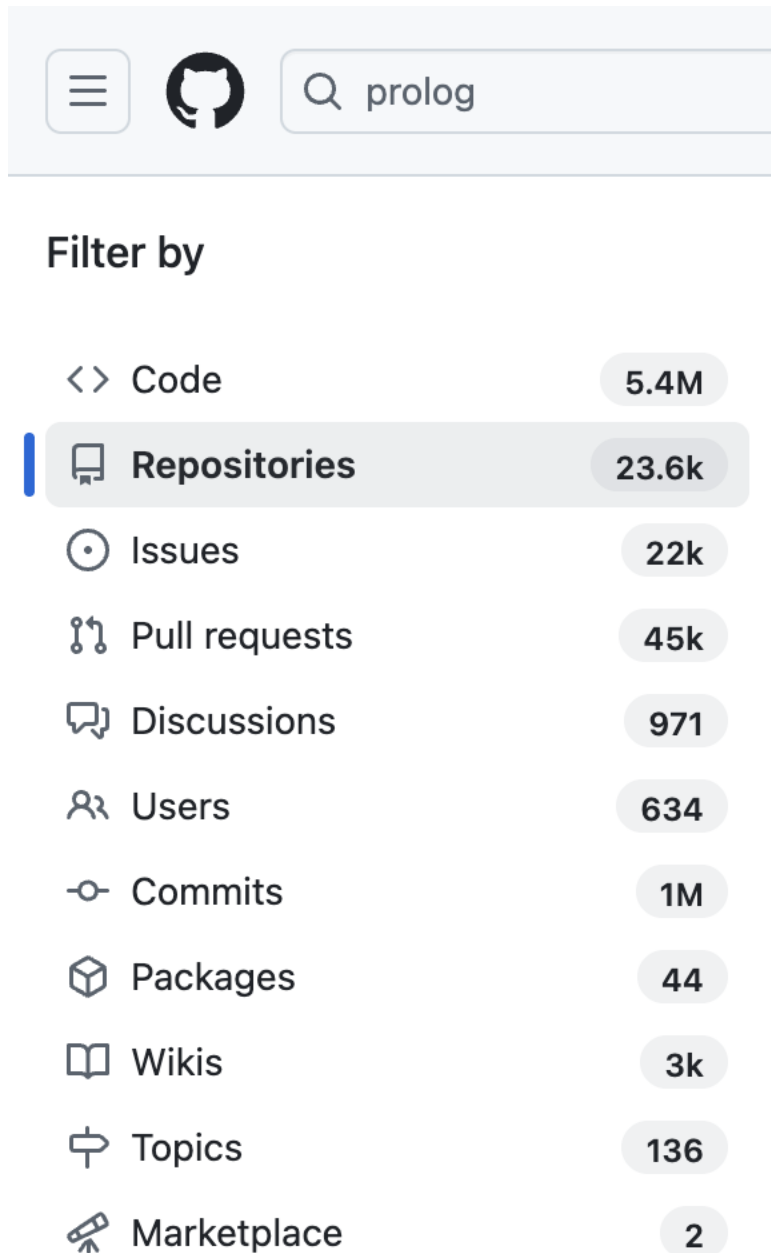 prolog
Filter by
Code 5.4M
Repositories 23.6k
Issues 22k
Pull requests 45k
Discussions 971
Users 634
Commits 1M
Packages 44
Wikis 3k
Topics 136
Marketplace 2